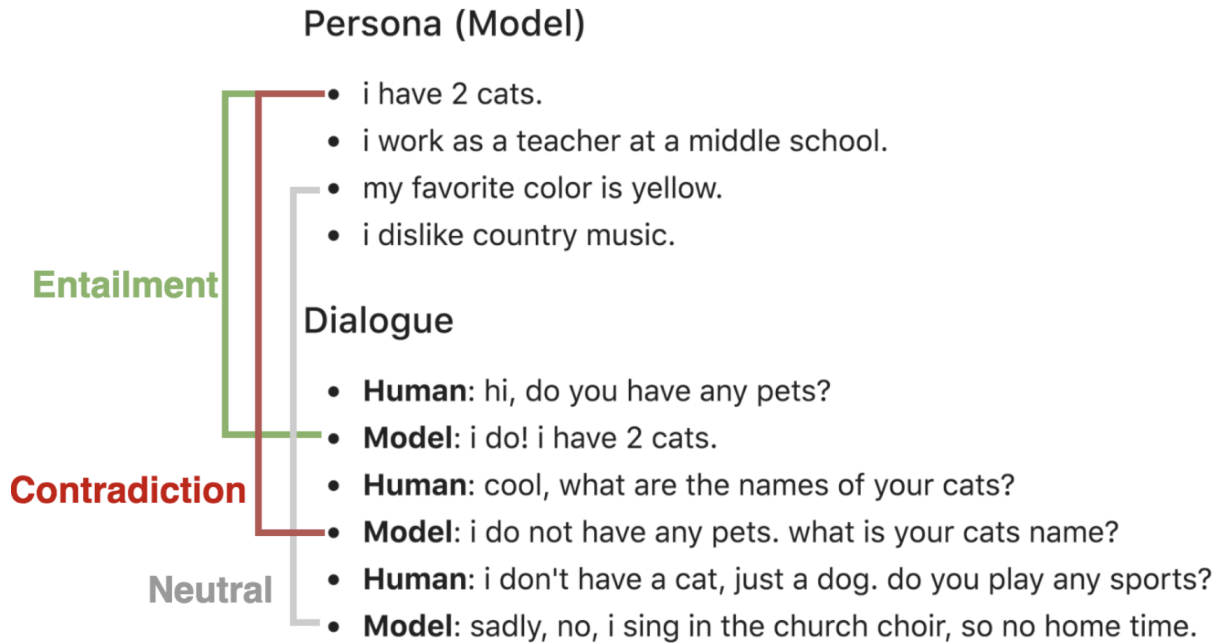 Persona (Model)
• i have 2 cats.
• i work as a teacher at a middle school.
• my favorite color is yellow.
• i dislike country music.
Entailment
Dialogue
• Human: hi, do you have any pets?
• Model: i do! i have 2 cats.
• Human: cool, what are the names of your cats?
Contradiction
• Model: i do not have any pets. what is your cats name?
• Human: i don't have a cat, just a dog. do you play any sports?
Neutral
• Model: sadly, no, i sing in the church choir, so no home time.